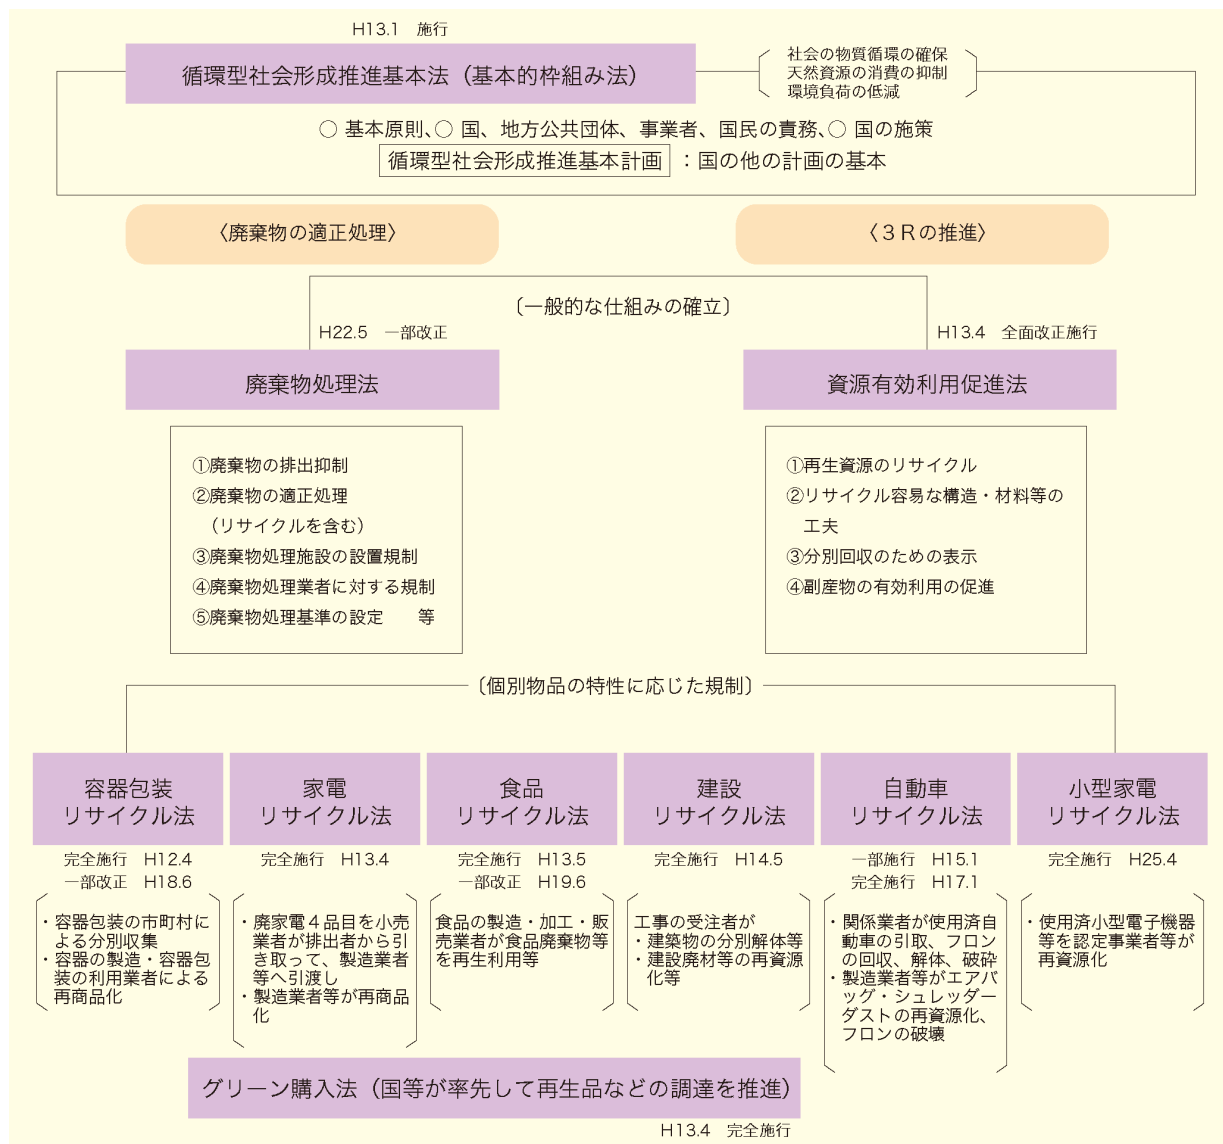 H13.1　施行
循環型社会形成推進基本法（基本的枠組み法）
社会の物質循環の確保
天然資源の消費の抑制
環境負荷の低減
○ 基本原則、○ 国、地方公共団体、事業者、国民の責務、○ 国の施策
循環型社会形成推進基本計画　：国の他の計画の基本
〈廃棄物の適正処理〉
〈３Ｒの推進〉
〔一般的な仕組みの確立〕
H22.5　一部改正
H13.4　全面改正施行
廃棄物処理法
資源有効利用促進法
①廃棄物の排出抑制
②廃棄物の適正処理
（リサイクルを含む）
③廃棄物処理施設の設置規制
④廃棄物処理業者に対する規制
⑤廃棄物処理基準の設定　　等
①再生資源のリサイクル
②リサイクル容易な構造・材料等の
工夫
③分別回収のための表示
④副産物の有効利用の促進
〔個別物品の特性に応じた規制〕
容器包装
リサイクル法
完全施行　H12.4
一部改正　H18.6
・容器包装の市町村に
よる分別収集
・容器の製造・容器包
装の利用業者による
再商品化
家電
リサイクル法
完全施行　H13.4
・廃家電４品目を小売
業者が排出者から引
き取って、製造業者
等へ引渡し
・製造業者等が再商品
化
食品
リサイクル法
完全施行　H13.5
一部改正　H19.6
食品の製造・加工・販
売業者が食品廃棄物等
を再生利用等
建設
リサイクル法
完全施行　H14.5
工事の受注者が
・建築物の分別解体等
・建設廃材等の再資源
化等
自動車
リサイクル法
一部施行　H15.1
完全施行　H17.1
・関係業者が使用済自
動車の引取、フロン
の回収、解体、破砕
・製造業者等がエアバ
ッグ・シュレッダー
ダストの再資源化、
フロンの破壊
小型家電
リサイクル法
完全施行　H25.4
・使用済小型電子機器
等を認定事業者等が
再資源化
グリーン購入法（国等が率先して再生品などの調達を推進）
H13.4　完全施行